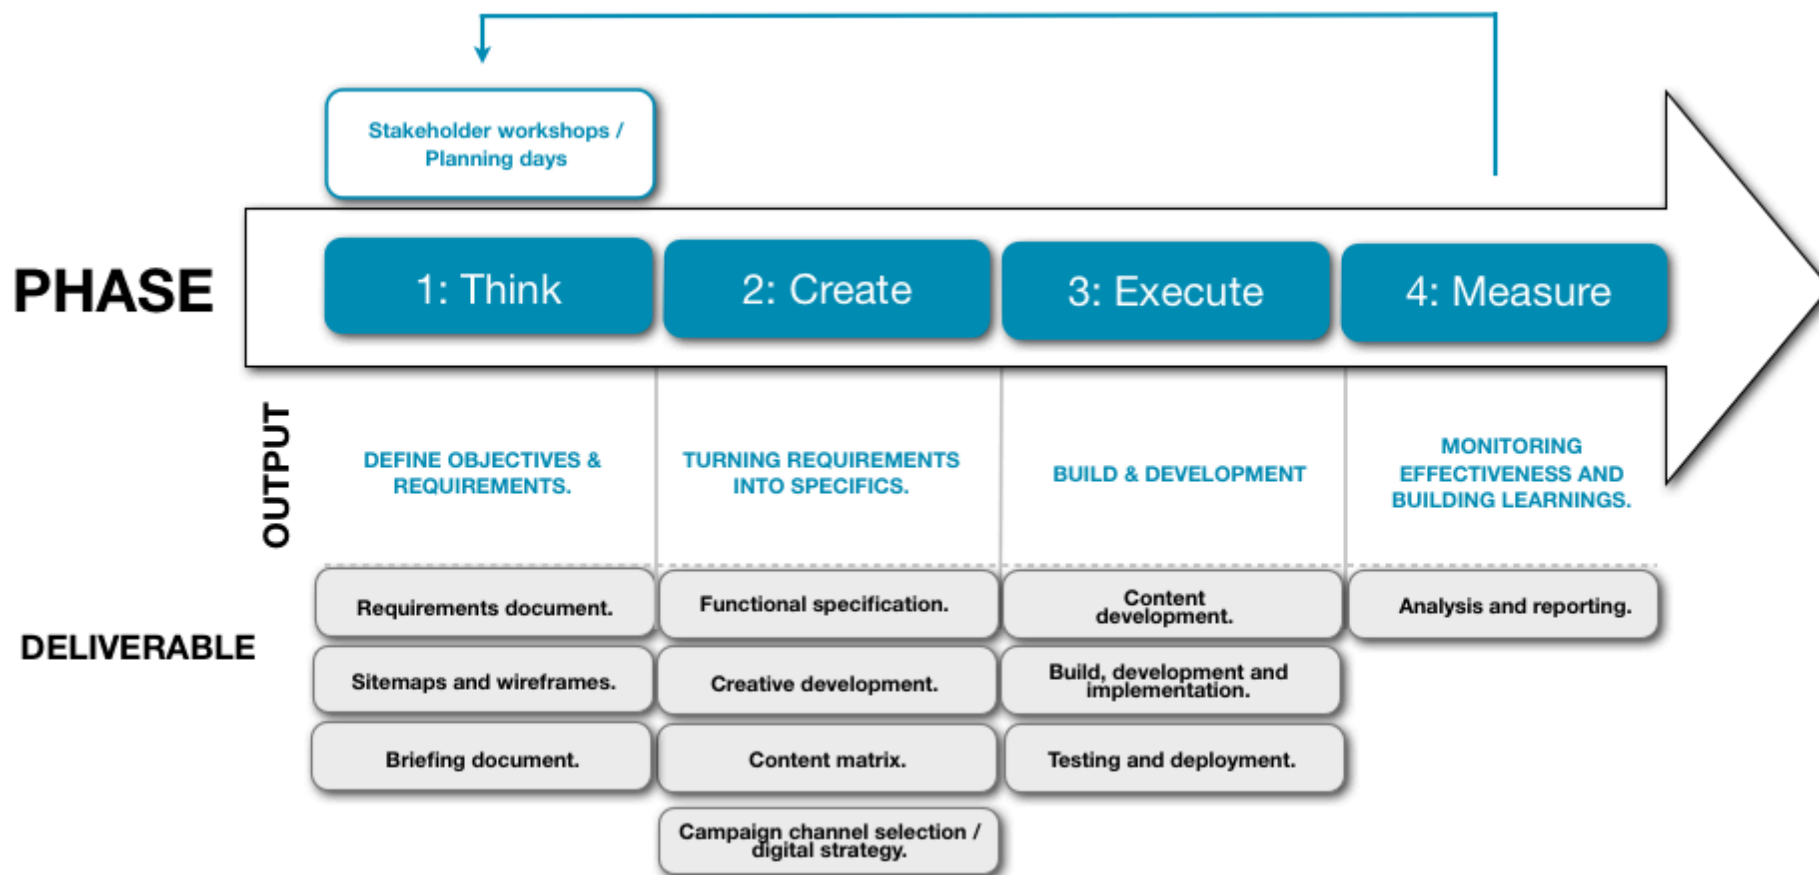 Stakeholder workshops /
Planning days
PHASE
1: Think
2: Create
3: Execute
4: Measure
OUTPUT
DEFINE OBJECTIVES &
REQUIREMENTS.
TURNING REQUIREMENTS
INTO SPECIFICS.
BUILD & DEVELOPMENT
MONITORING
EFFECTIVENESS AND
BUILDING LEARNINGS.
DELIVERABLE
Requirements document.
Functional specification.
Content
development.
Analysis and reporting.
Sitemaps and wireframes.
Creative development.
Build, development and
implementation.
Briefing document.
Content matrix.
Testing and deployment.
Campaign channel selection /
digital strategy.